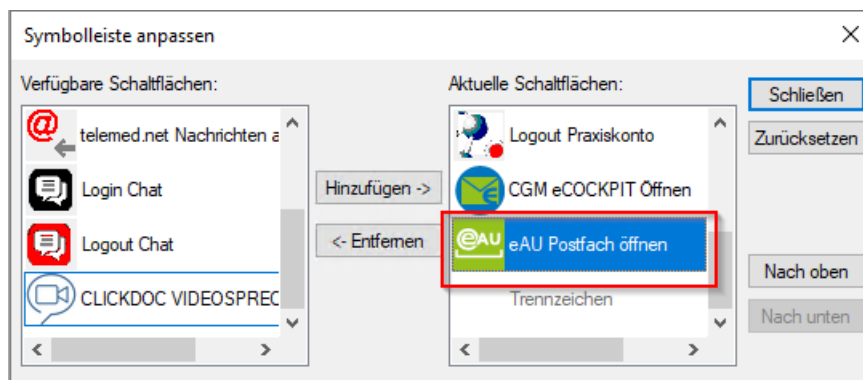 Symbolleiste anpassen
Verfügbare Schaltflächen:
@ telemed.net Nachrichten a
Login Chat
Logout Chat
CLICKDOC VIDEOSPREC
Hinzufügen ->
<- Entfernen
Aktuelle Schaltflächen:
Logout Praxiskonto
CGM eCOCKPIT Öffnen
eAU eAU Postfach öffnen
Trennzeichen
Schließen
Zurücksetzen
Nach oben
Nach unten